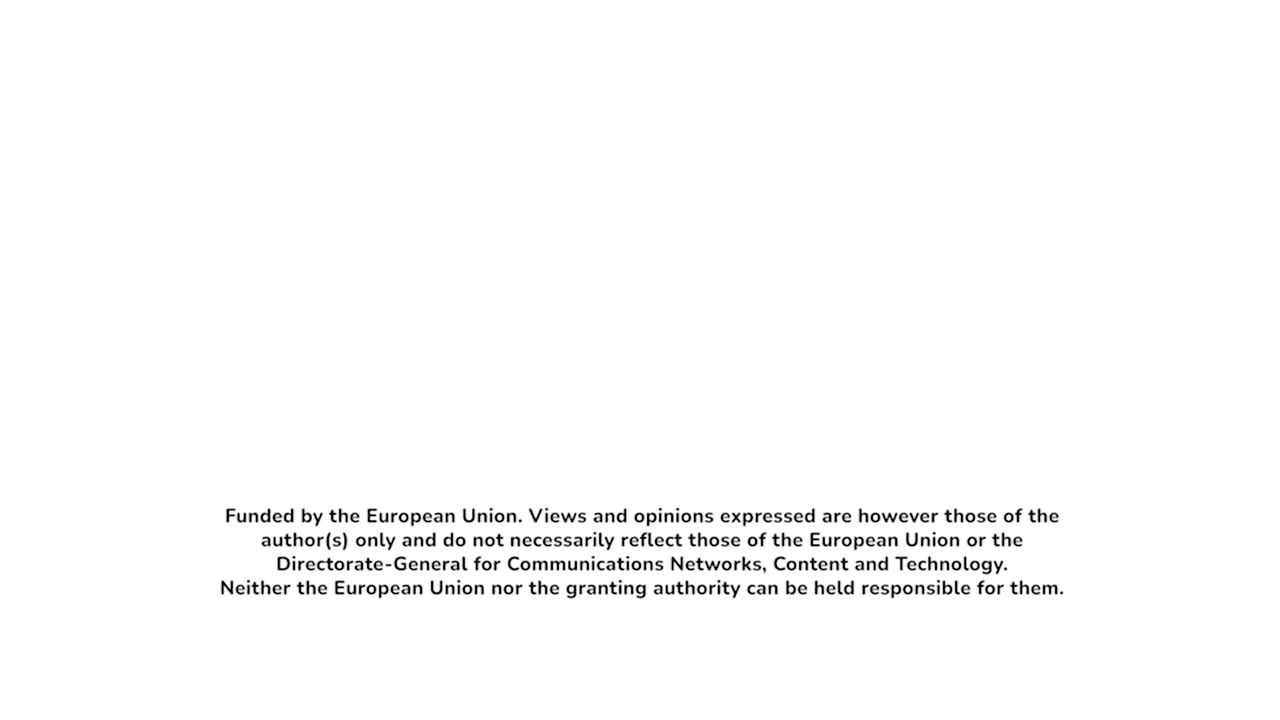 Funded by the European Union. Views and opinions expressed are however those of the
author(s) only and do not necessarily reflect those of the European Union or the
Directorate-General for Communications Networks, Content and Technology.
Neither the European Union nor the granting authority can be held responsible for them.